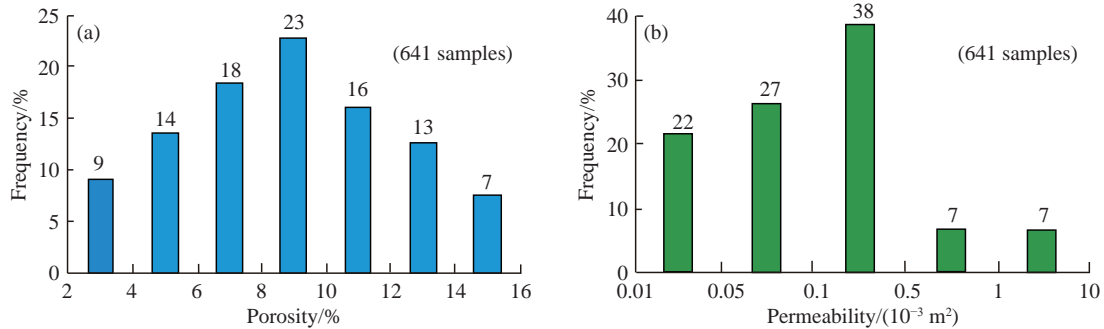 (a)
(641 samples)
Frequency/%
25
20
15
10
5
0
9
14
18
23
16
13
7
2 4 6 8 10 12 14 16
Porosity/%
(b)
(641 samples)
Frequency/%
40
30
20
10
0
22
27
38
7
7
0.01 0.05 0.1 0.5 1 10
Permeability/(10⁻³ m²)